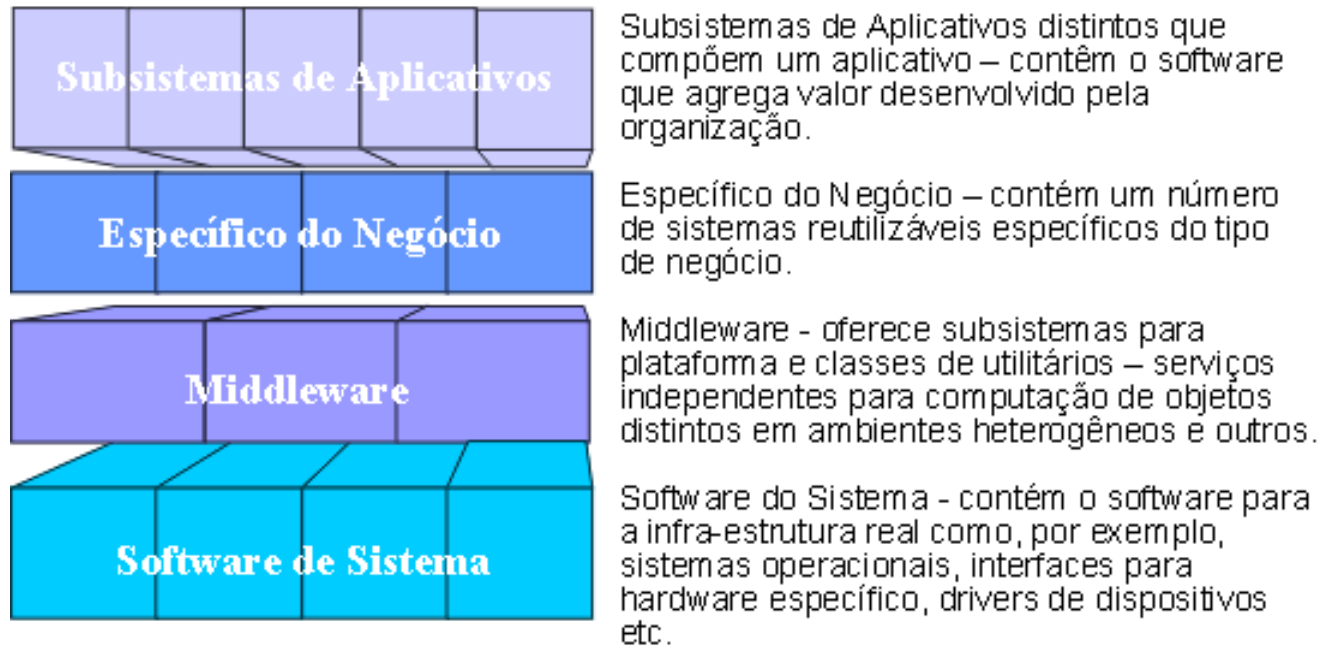 Subsistemas de Aplicativos
Subsistemas de Aplicativos distintos que
compõem um aplicativo – contêm o software
que agrega valor desenvolvido pela
organização.
Específico do Negócio
Específico do Negócio – contém um número
de sistemas reutilizáveis específicos do tipo
de negócio.
Middleware
Middleware - oferece subsistemas para
plataforma e classes de utilitários – serviços
independentes para computação de objetos
distintos em ambientes heterogêneos e outros.
Software de Sistema
Software do Sistema - contém o software para
a infra-estrutura real como, por exemplo,
sistemas operacionais, interfaces para
hardware específico, drivers de dispositivos
etc.